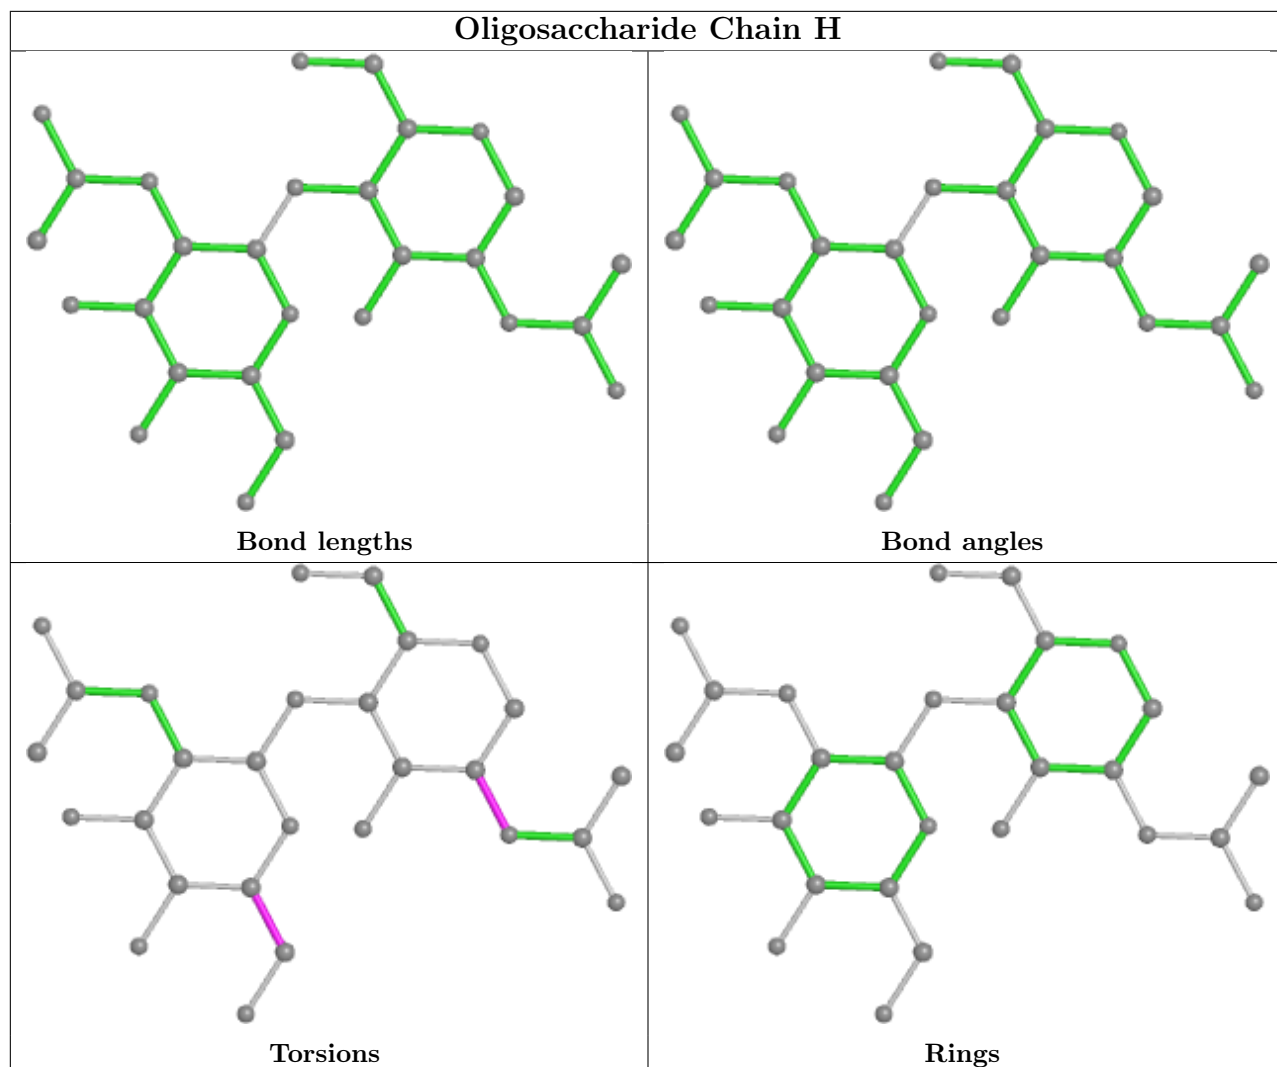 Oligosaccharide Chain H
Bond lengths
Bond angles
Torsions
Rings